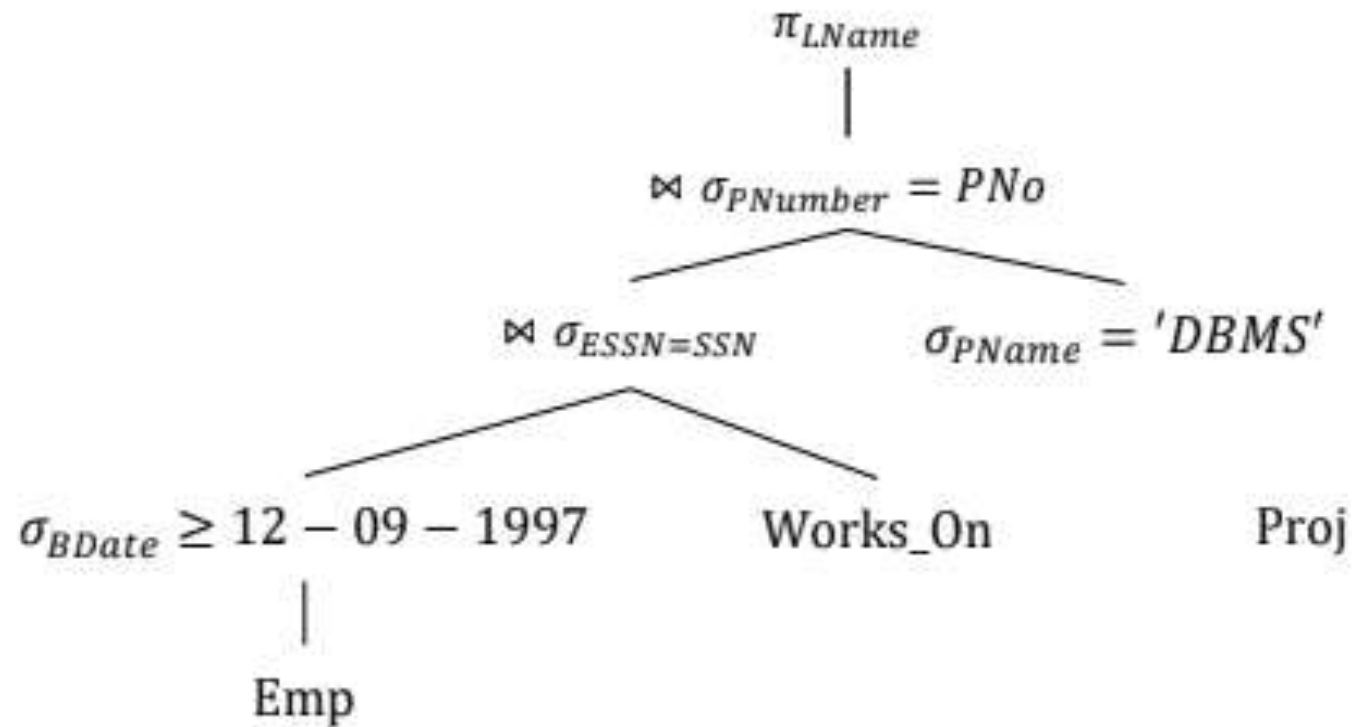 π_LName
⋈ σ_PNumber = PNo
⋈ σ_ESSN=SSN σ_PName = 'DBMS'
σ_BDate ≥ 12 − 09 − 1997 Works_On Proj
Emp